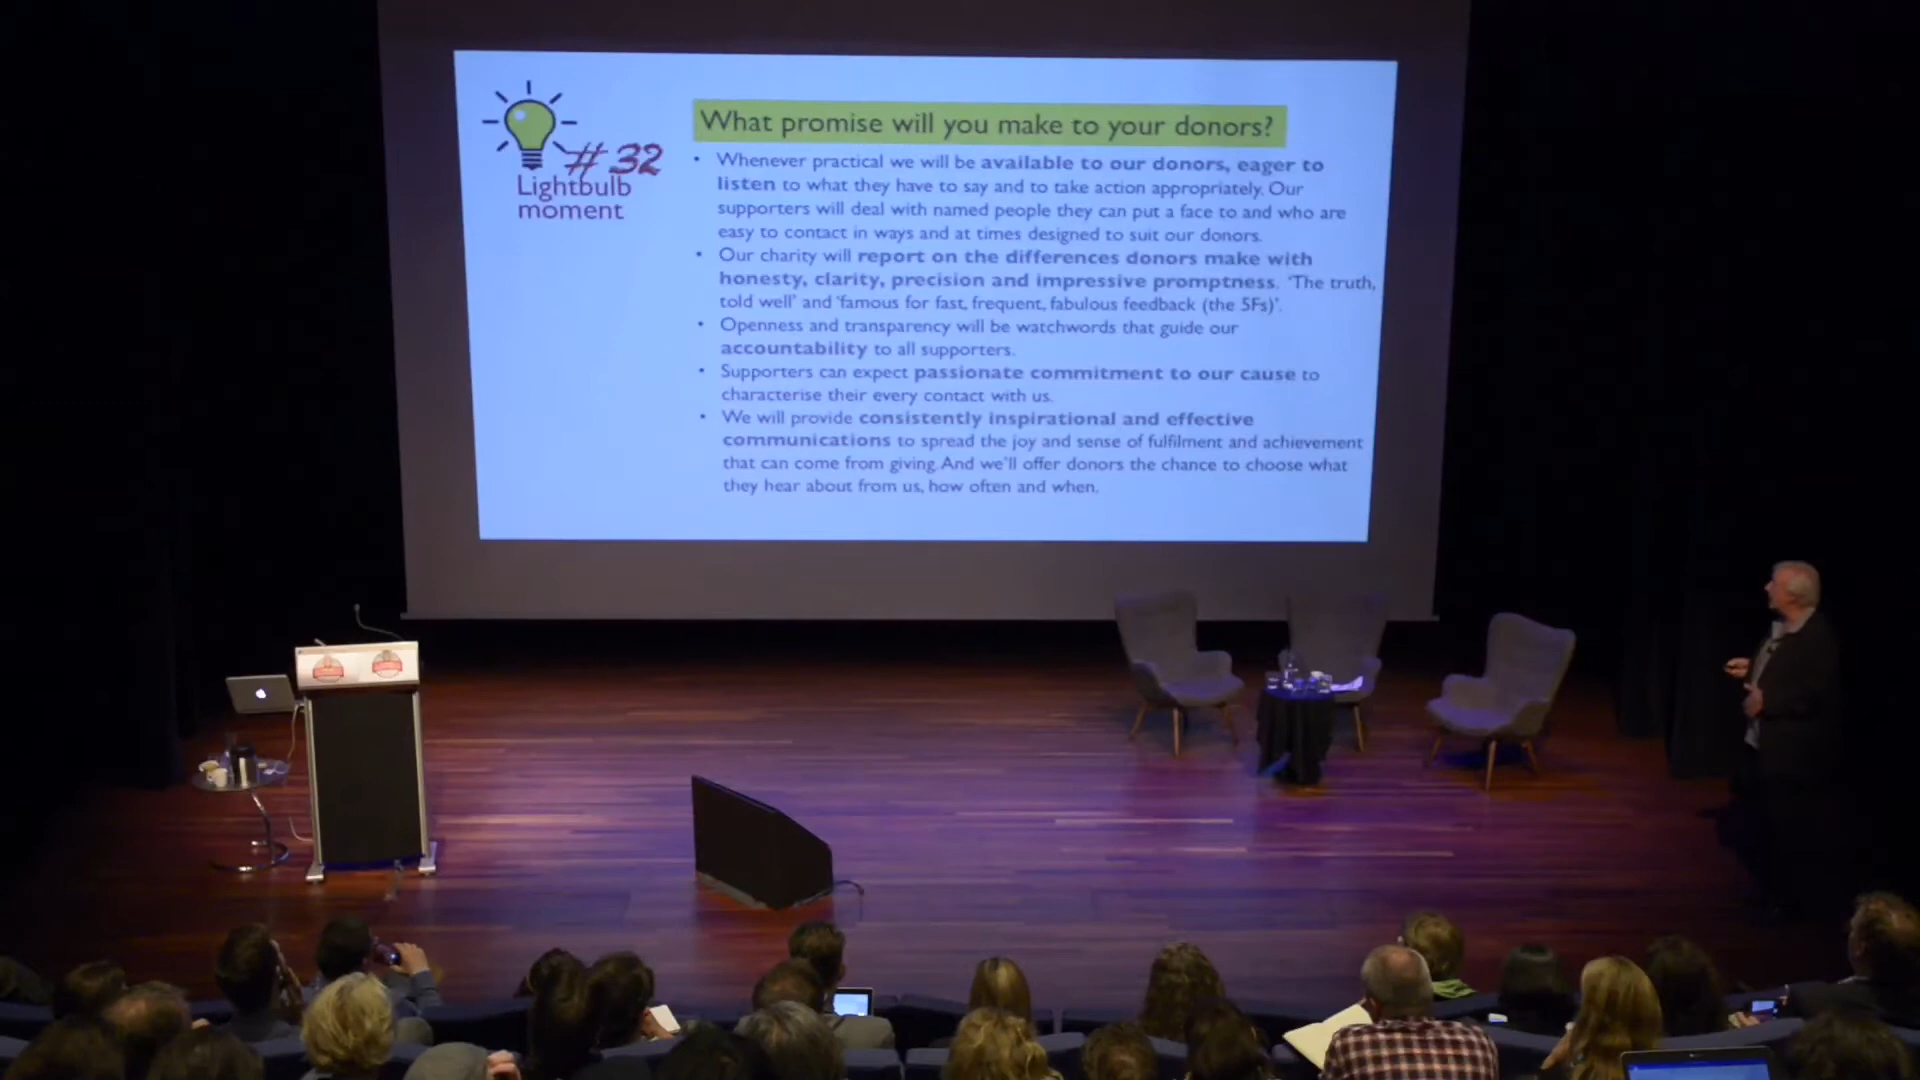 #32
Lightbulb
moment
What promise will you make to your donors?
• Whenever practical we will be available to our donors, eager to
listen to what they have to say and to take action appropriately. Our
supporters will deal with named people they can put a face to and who are
easy to contact in ways and at times designed to suit our donors.
• Our charity will report on the differences donors make with
honesty, clarity, precision and impressive promptness. 'The truth,
told well' and 'famous for fast, frequent, fabulous feedback (the 5Fs)'.
• Openness and transparency will be watchwords that guide our
accountability to all supporters.
• Supporters can expect passionate commitment to our cause to
characterise their every contact with us.
• We will provide consistently inspirational and effective
communications to spread the joy and sense of fulfilment and achievement
that can come from giving. And we'll offer donors the chance to choose what
they hear about from us, how often and when.